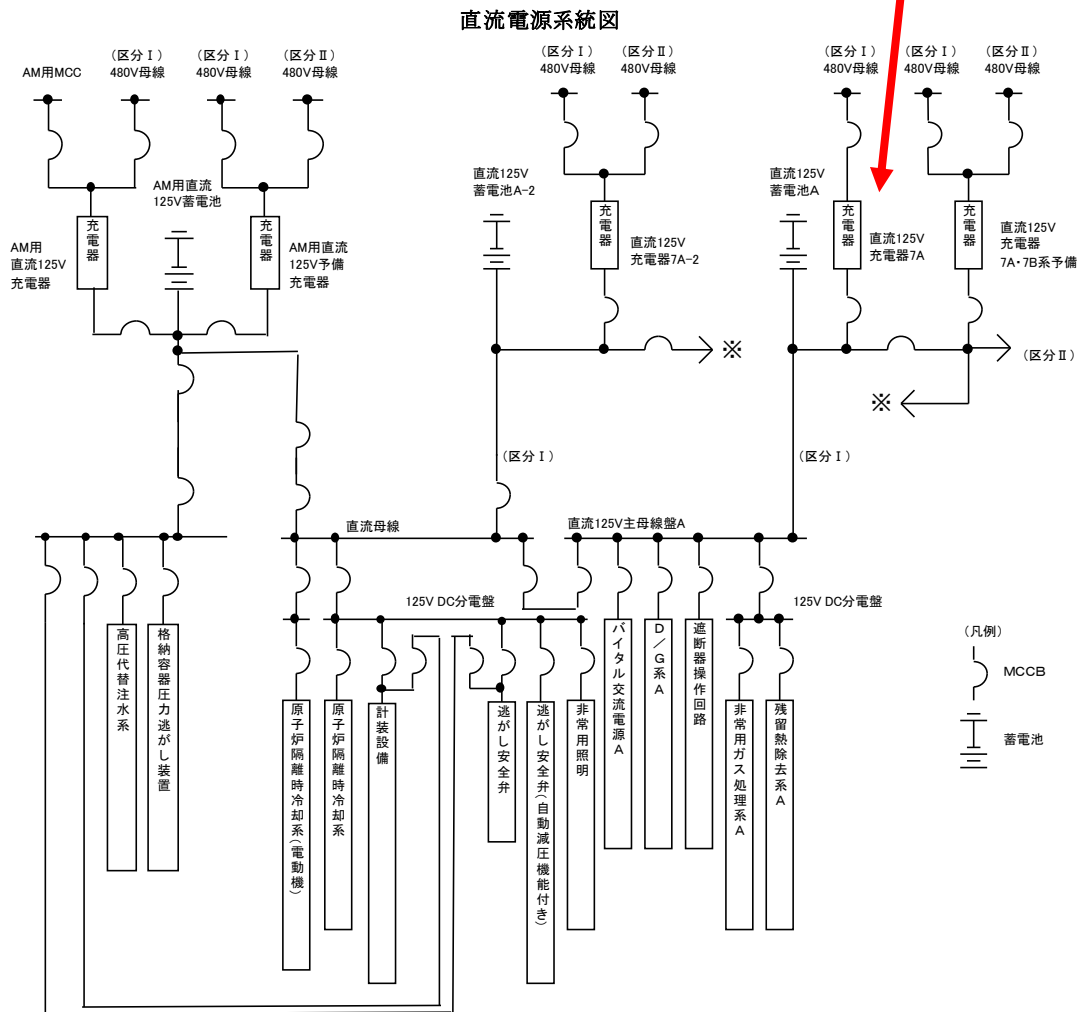 直流電源系統図
AM用MCC
(区分Ⅰ)
480V母線
(区分Ⅰ)
480V母線
(区分Ⅱ)
480V母線
(区分Ⅰ)
480V母線
(区分Ⅱ)
480V母線
(区分Ⅰ)
480V母線
(区分Ⅰ)
480V母線
(区分Ⅱ)
480V母線
AM用
直流125V
充電器
充電器
AM用直流
125V蓄電池
充電器
AM用直流
125V予備
充電器
直流125V
蓄電池A-2
充電器
直流125V
充電器7A-2
直流125V
蓄電池A
充電器
直流125V
充電器7A
充電器
直流125V
充電器
7A・7B系予備
※
(区分Ⅱ)
※
(区分Ⅰ)
(区分Ⅰ)
直流母線
直流125V主母線盤A
125V DC分電盤
125V DC分電盤
高圧代替注水系
格納容器圧力逃がし装置
原子炉隔離時冷却系(電動機)
原子炉隔離時冷却系
計装設備
逃がし安全弁
逃がし安全弁(自動減圧機能付き)
非常用照明
バイタル交流電源A
D/G系A
遮断器操作回路
非常用ガス処理系A
残留熱除去系A
(凡例)
MCCB
蓄電池